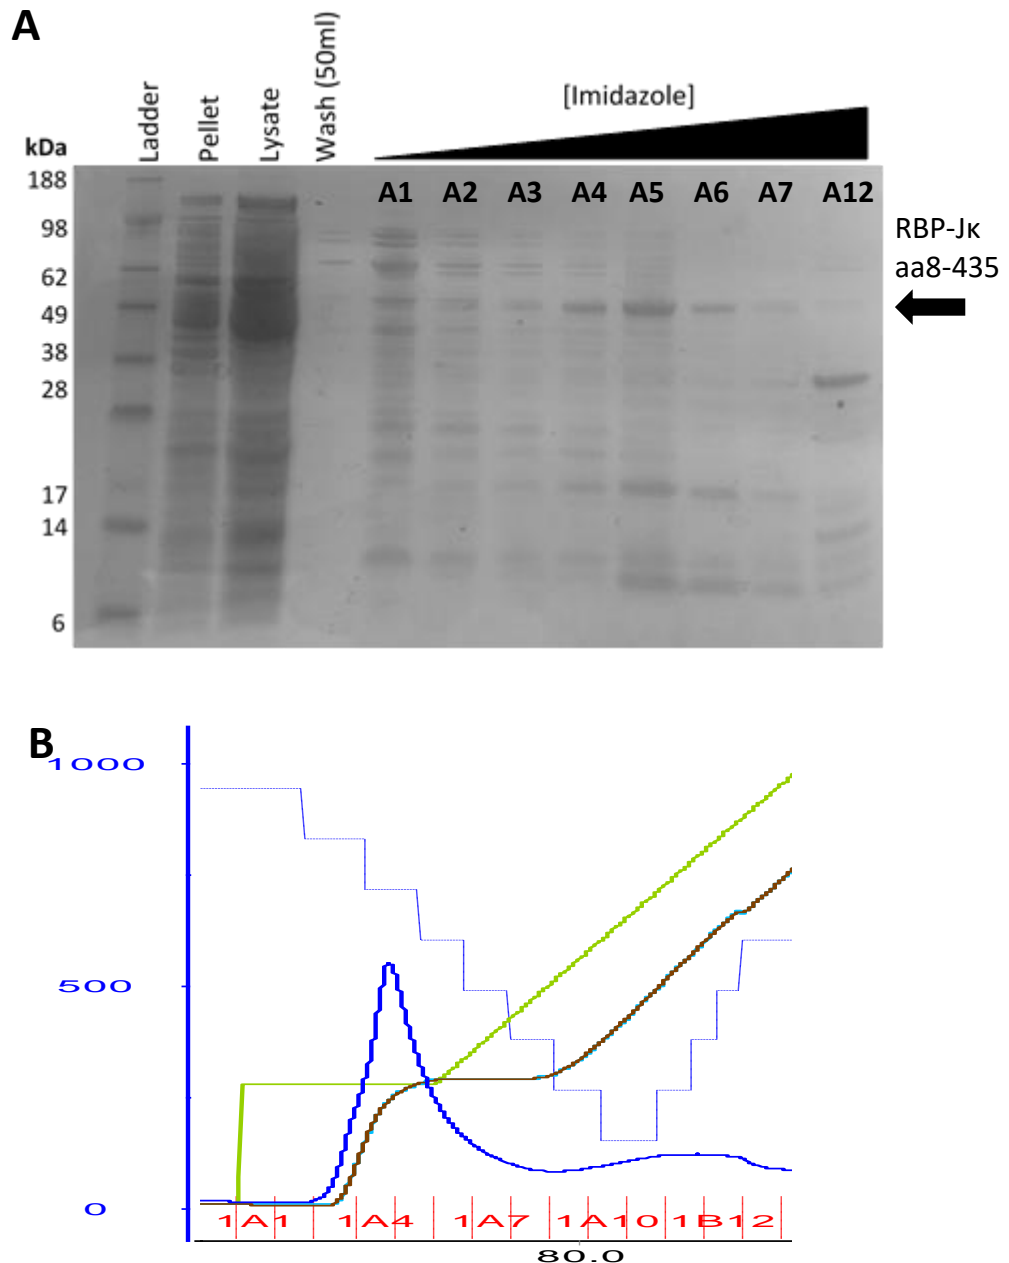 A
Ladder
Pellet
Lysate
Wash (50ml)
[Imidazole]
kDa
188
98
62
49
38
28
17
14
6
A1 A2 A3 A4 A5 A6 A7 A12
RBP-Jκ
aa8-435
B
1000
500
0
1A1 1A4 1A7 1A10 1B12
80.0